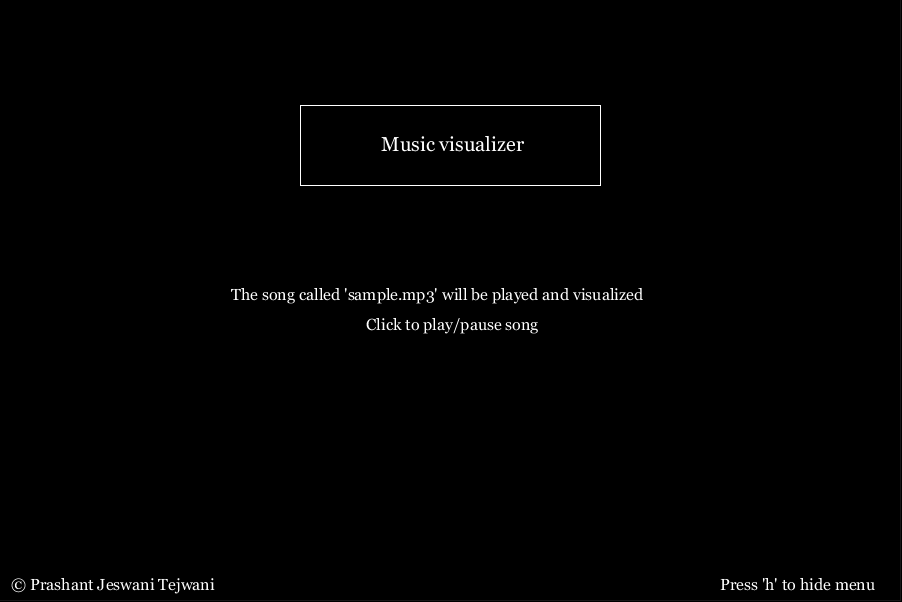 Music visualizer
The song called 'sample.mp3' will be played and visualized
Click to play/pause song
© Prashant Jeswani Tejwani
Press 'h' to hide menu